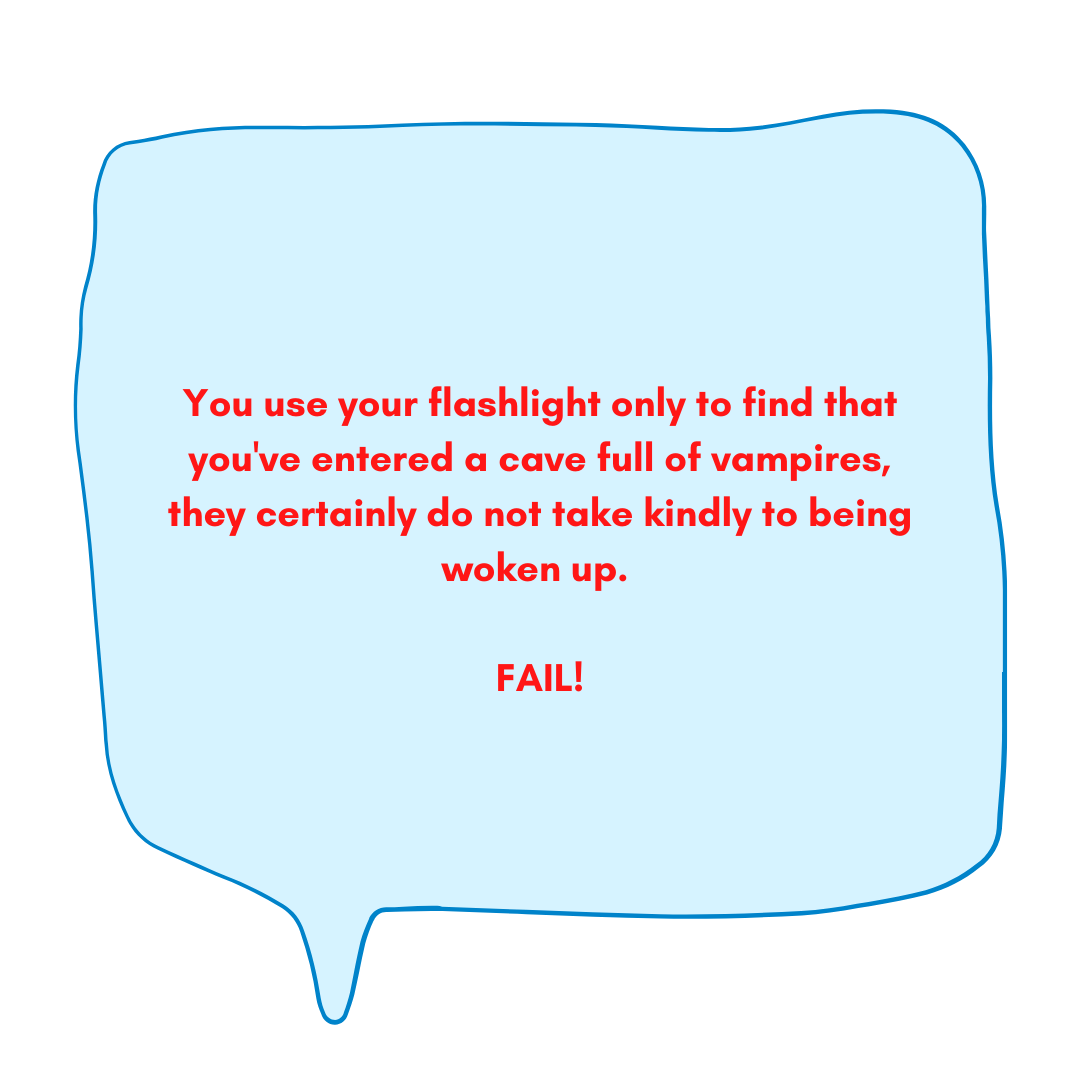 You use your flashlight only to find that
you've entered a cave full of vampires,
they certainly do not take kindly to being
woken up.
FAIL!